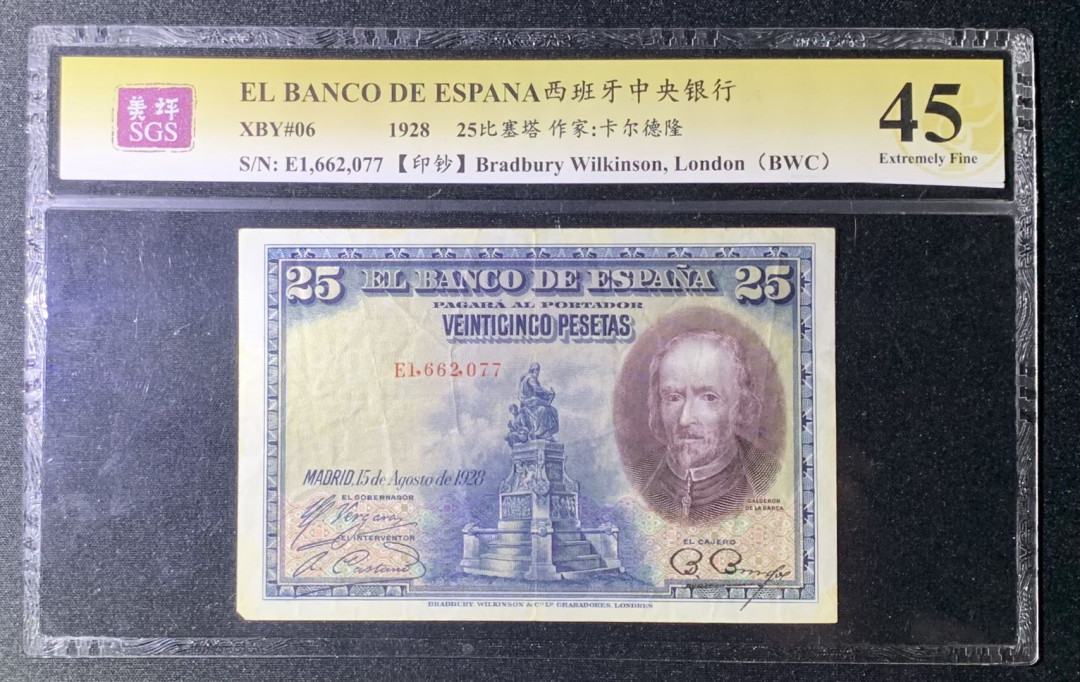 美评
SGS
EL BANCO DE ESPANA西班牙中央银行
XBY#06 1928 25比塞塔 作家:卡尔德隆
S/N: E1,662,077【印钞】Bradbury Wilkinson, London（BWC）
45
Extremely Fine
25 EL BANCO DE ESPAÑA 25
PAGARÁ AL PORTADOR
VEINTICINCO PESETAS
E1,662,077
MADRID, 15 de Agosto de 1928
CALDERON
DE LA BARCA
EL GOBERNADOR
EL INTERVENTOR
EL CAJERO
BRADBURY, WILKINSON & Cº Lᵈ GRABADORES, LONDRES